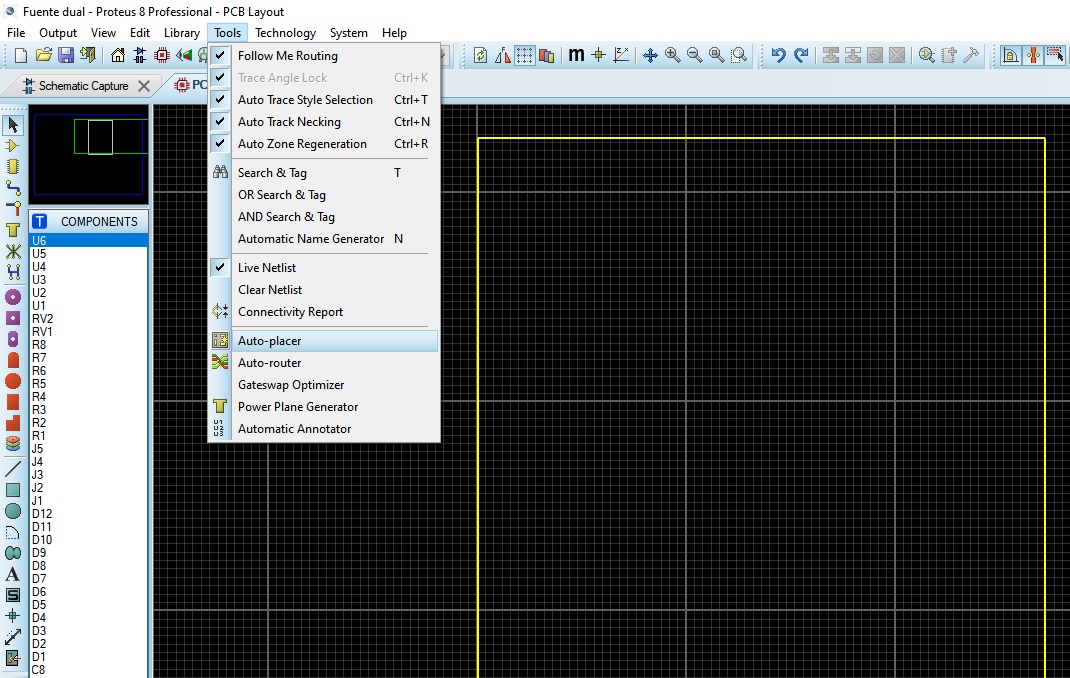 Fuente dual - Proteus 8 Professional - PCB Layout
File Output View Edit Library Tools Technology System Help
Schematic Capture
PC
Follow Me Routing
Trace Angle Lock Ctrl+K
Auto Trace Style Selection Ctrl+T
Auto Track Necking Ctrl+N
Auto Zone Regeneration Ctrl+R
Search & Tag T
OR Search & Tag
AND Search & Tag
Automatic Name Generator N
Live Netlist
Clear Netlist
Connectivity Report
Auto-placer
Auto-router
Gateswap Optimizer
Power Plane Generator
Automatic Annotator
T COMPONENTS
U6
U5
U4
U3
U2
U1
RV2
RV1
R8
R7
R6
R5
R4
R3
R2
R1
J5
J4
J3
J2
J1
D12
D11
D10
D9
D8
D7
D6
D5
D4
D3
D2
D1
C8